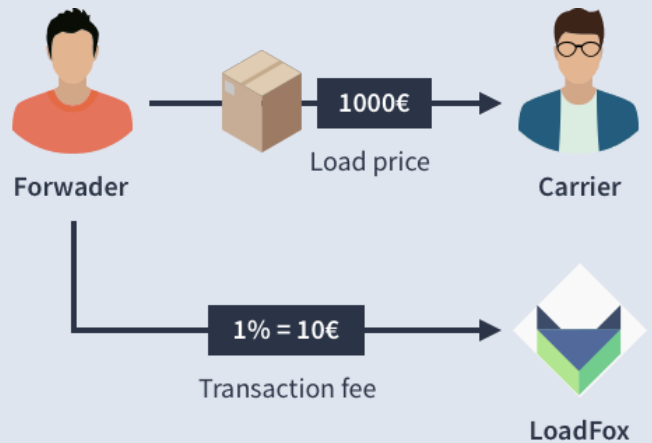 1000€
Load price
Forwader
Carrier
1% = 10€
Transaction fee
LoadFox